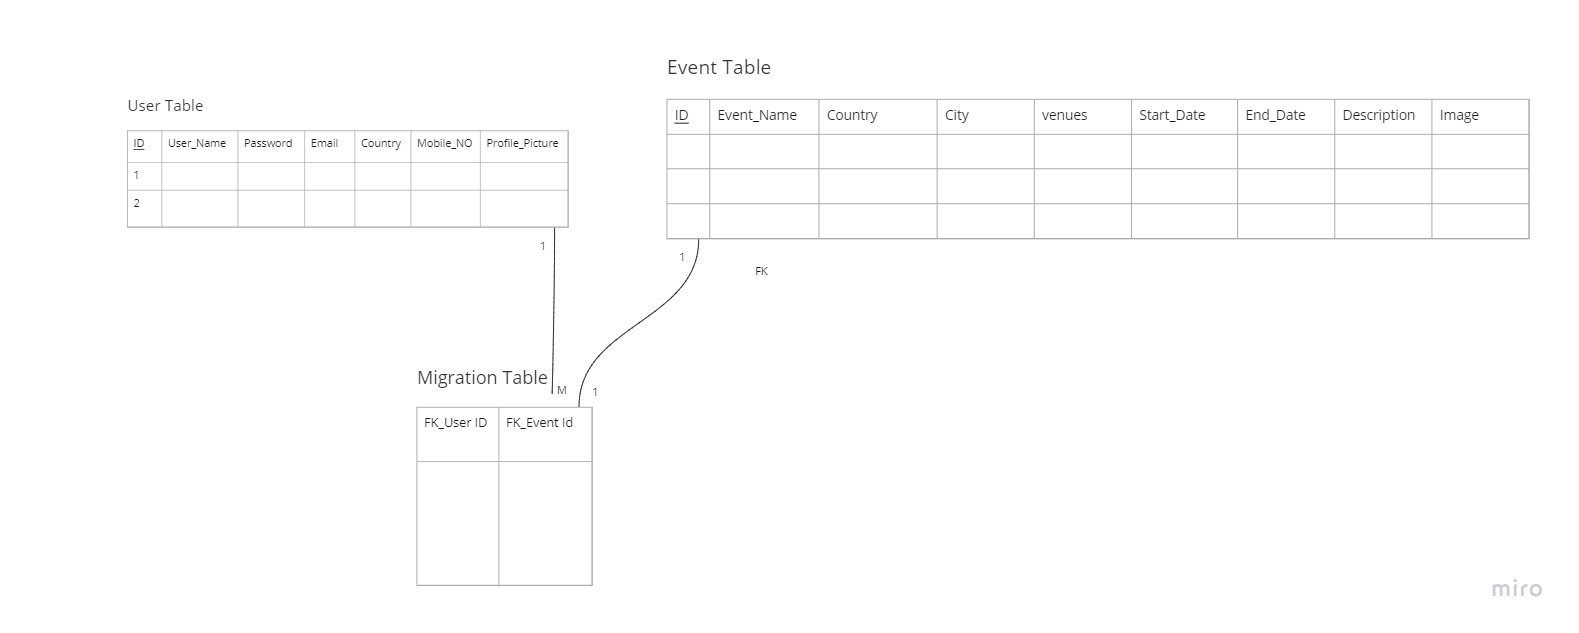 Event Table
User Table
ID Event_Name Country City venues Start_Date End_Date Description Image
ID User_Name Password Email Country Mobile_NO Profile_Picture
1
2
1
1
FK
Migration Table
M
1
FK_User ID FK_Event Id
miro